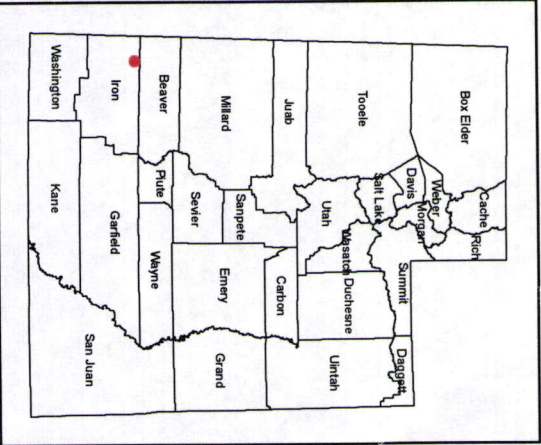 Box Elder
Cache
Rich
Weber
Morgan
Davis
Salt Lake
Summit
Daggett
Tooele
Utah
Wasatch
Duchesne
Uintah
Juab
Carbon
Sanpete
Millard
Sevier
Emery
Grand
Beaver
Piute
Wayne
Iron
Garfield
San Juan
Washington
Kane